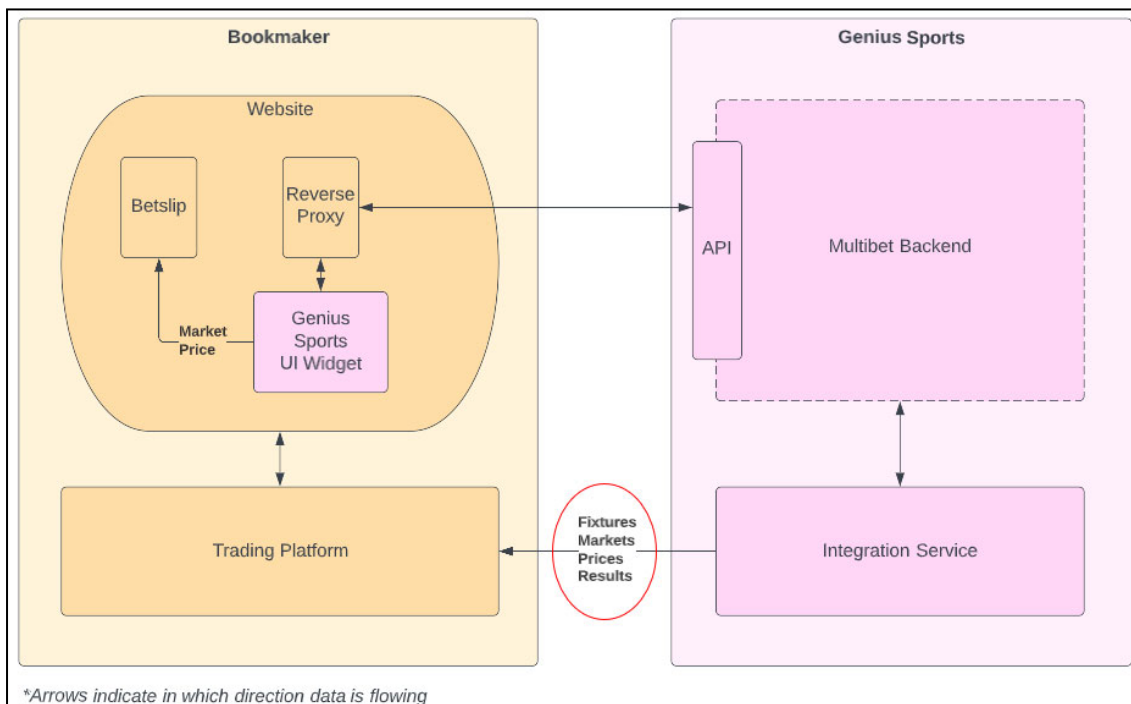 Bookmaker
Genius Sports
Website
Betslip
Reverse
Proxy
API
Multibet Backend
Market
Price
Genius
Sports
UI Widget
Trading Platform
Fixtures
Markets
Prices
Results
Integration Service
*Arrows indicate in which direction data is flowing